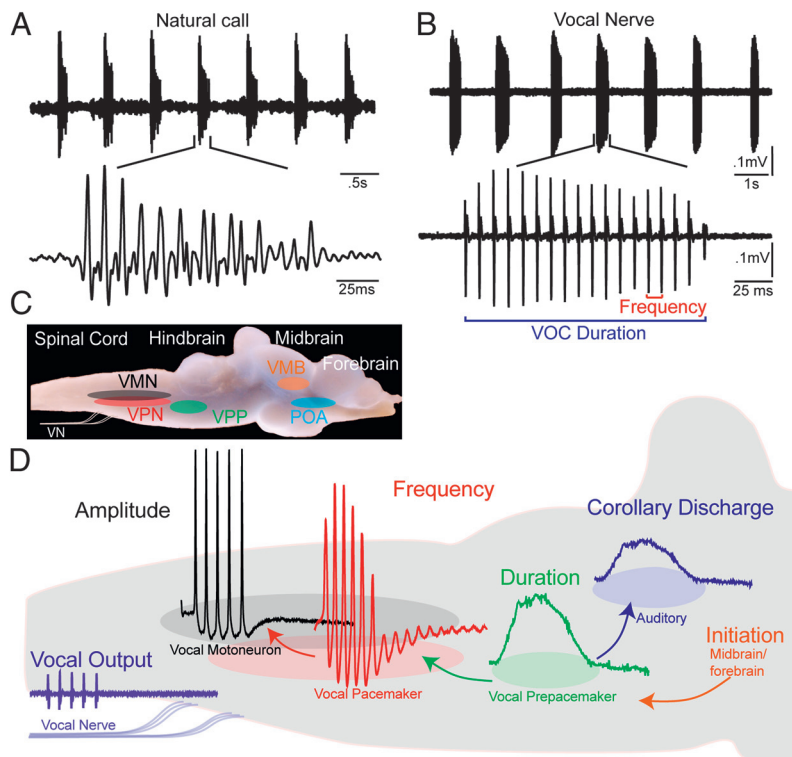 A
Natural call
.5s
25ms
B
Vocal Nerve
.1mV
1s
.1mV
25 ms
Frequency
VOC Duration
C
Spinal Cord Hindbrain Midbrain
Forebrain
VMB
VMN
VPN
VPP
POA
VN
D
Amplitude
Frequency
Corollary Discharge
Duration
Auditory
Initiation
Midbrain/
forebrain
Vocal Motoneuron
Vocal Output
Vocal Pacemaker
Vocal Prepacemaker
Vocal Nerve